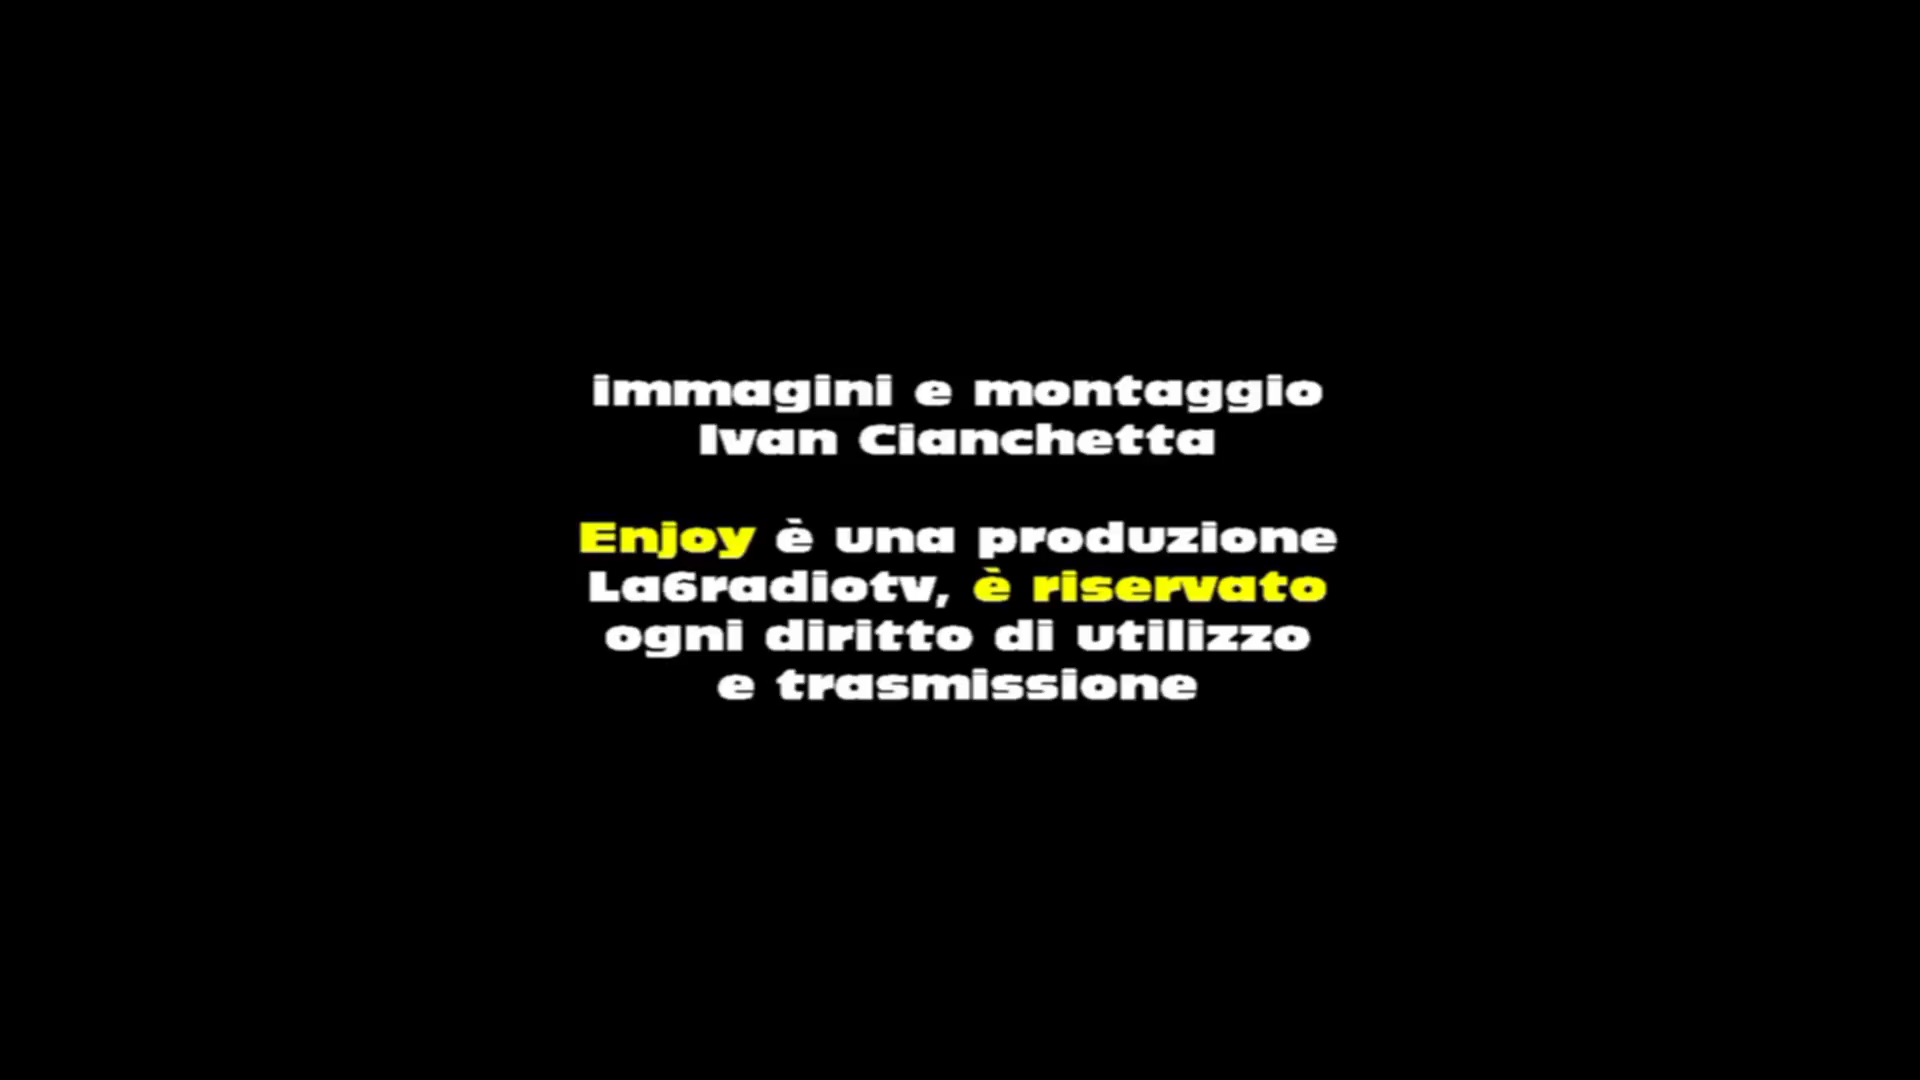 immagini e montaggio
Ivan Cianchetta
Enjoy è una produzione
La6radiotv, è riservato
ogni diritto di utilizzo
e trasmissione